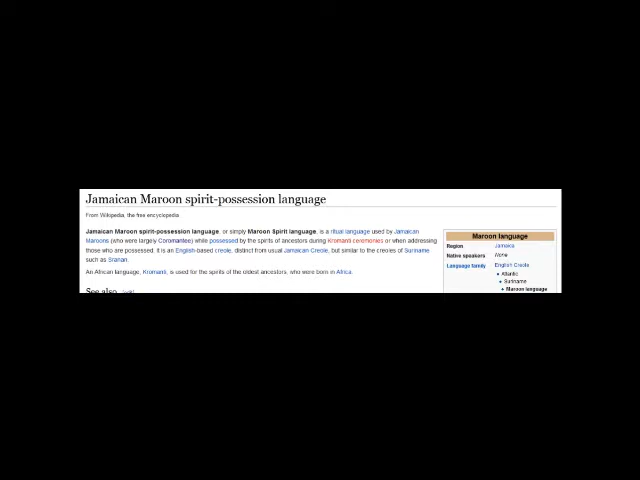 Jamaican Maroon spirit-possession language
From Wikipedia, the free encyclopedia
Jamaican Maroon spirit-possession language, or simply Maroon Spirit language, is a ritual language used by Jamaican
Maroons (who were largely Coromantee) while possessed by the spirits of ancestors during Kromanti ceremonies or when addressing
those who are possessed. It is an English-based creole, distinct from usual Jamaican Creole, but similar to the creoles of Suriname
such as Sranan.
An African language, Kromanti, is used for the spirits of the oldest ancestors, who were born in Africa.
See also
Maroon language
Region Jamaica
Native speakers None
Language family English Creole
• Atlantic
• Suriname
• Maroon language